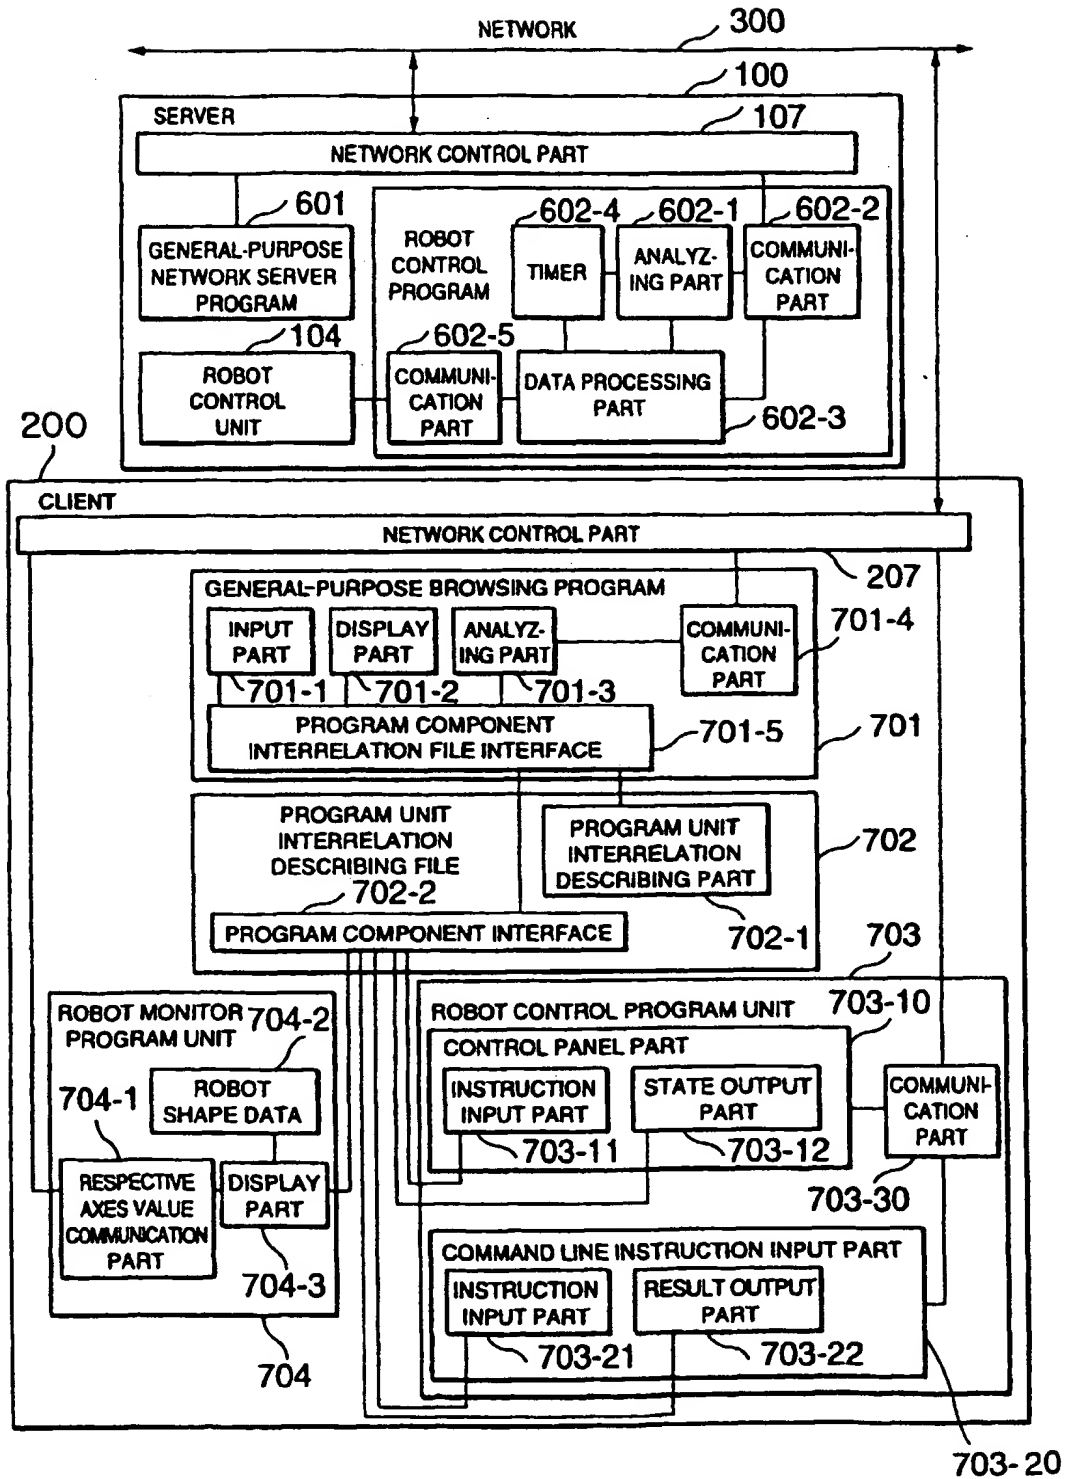 NETWORK
300
100
SERVER
107
NETWORK CONTROL PART
601
602-4
602-1
602-2
GENERAL-PURPOSE
NETWORK SERVER
PROGRAM
ROBOT
CONTROL
PROGRAM
TIMER
ANALYZ-
ING PART
COMMUNI-
CATION
PART
104
602-5
ROBOT
CONTROL
UNIT
COMMUNI-
CATION
PART
DATA PROCESSING
PART
602-3
200
CLIENT
NETWORK CONTROL PART
207
GENERAL-PURPOSE BROWSING PROGRAM
INPUT
PART
DISPLAY
PART
ANALYZ-
ING PART
COMMUNI-
CATION
PART
701-4
701-1
701-2
701-3
PROGRAM COMPONENT
INTERRELATION FILE INTERFACE
701-5
701
PROGRAM UNIT
INTERRELATION
DESCRIBING FILE
PROGRAM UNIT
INTERRELATION
DESCRIBING PART
702
702-2
702-1
PROGRAM COMPONENT INTERFACE
703
ROBOT MONITOR
PROGRAM UNIT
704-2
ROBOT CONTROL PROGRAM UNIT
703-10
CONTROL PANEL PART
704-1
ROBOT
SHAPE DATA
INSTRUCTION
INPUT PART
STATE OUTPUT
PART
COMMUNI-
CATION
PART
703-11
703-12
703-30
RESPECTIVE
AXES VALUE
COMMUNICATION
PART
DISPLAY
PART
704-3
704
COMMAND LINE INSTRUCTION INPUT PART
INSTRUCTION
INPUT PART
RESULT OUTPUT
PART
703-21
703-22
703-20